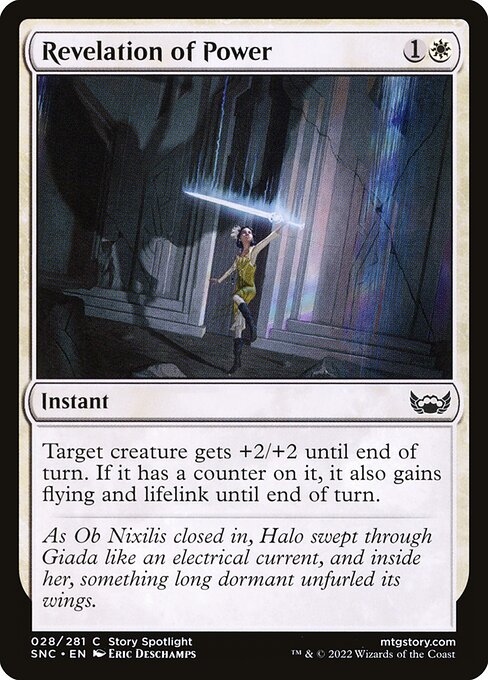 Revelation of Power 1
Instant
Target creature gets +2/+2 until end of
turn. If it has a counter on it, it also gains
flying and lifelink until end of turn.
As Ob Nixilis closed in, Halo swept through
Giada like an electrical current, and inside
her, something long dormant unfurled its
wings.
028/281 C Story Spotlight mtgstory.com
SNC • EN Eric Deschamps ™ & © 2022 Wizards of the Coast